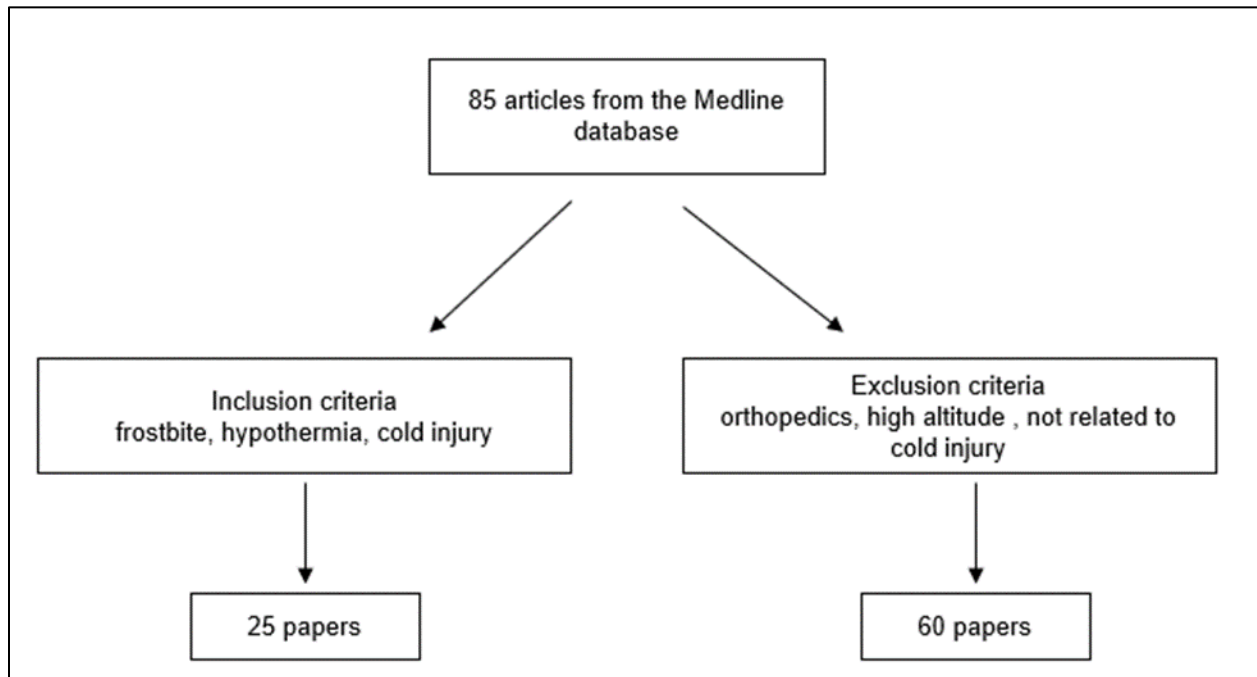 85 articles from the Medline
database
Inclusion criteria
frostbite, hypothermia, cold injury
Exclusion criteria
orthopedics, high altitude , not related to
cold injury
25 papers
60 papers